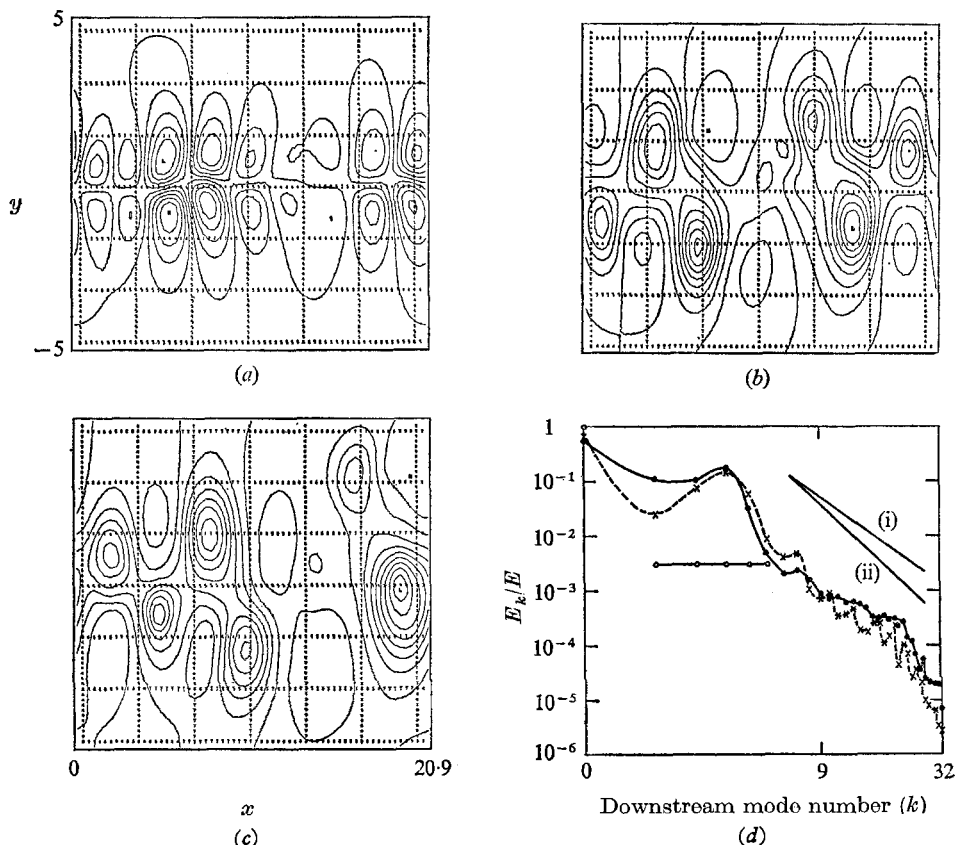 5
y
−5
(a)
(b)
0
20·9
x
(c)
1
10⁻¹
10⁻²
10⁻³
10⁻⁴
10⁻⁵
10⁻⁶
E_k/E
(i)
(ii)
0
9
32
Downstream mode number (k)
(d)